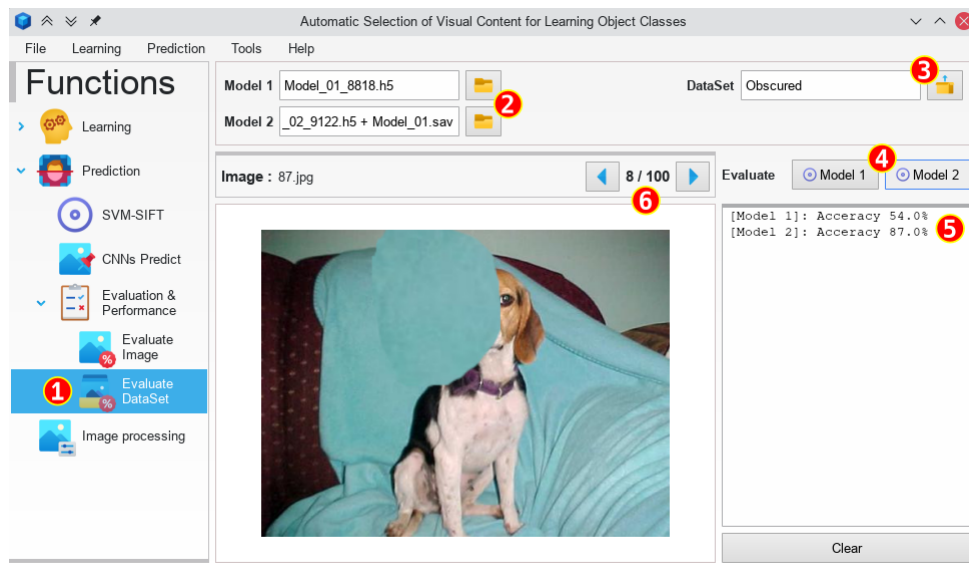 Automatic Selection of Visual Content for Learning Object Classes
File Learning Prediction Tools Help
Functions
Learning
Prediction
SVM-SIFT
CNNs Predict
Evaluation &
Performance
Evaluate
Image
1 Evaluate
DataSet
Image processing
Model 1 Model_01_8818.h5
2
Model 2 _02_9122.h5 + Model_01.sav
DataSet Obscured 3
Image : 87.jpg 8 / 100
6
4
Evaluate Model 1 Model 2
[Model 1]: Acceracy 54.0%
[Model 2]: Acceracy 87.0%
5
Clear